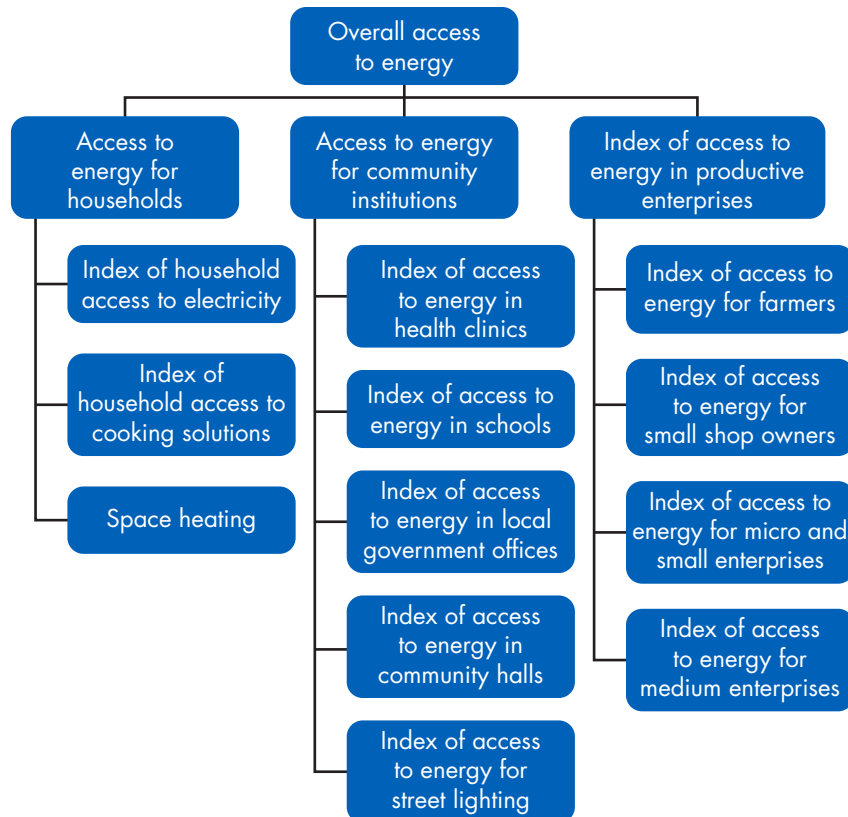 Overall access
to energy
Access to
energy for
households
Access to energy
for community
institutions
Index of access to
energy in productive
enterprises
Index of household
access to electricity
Index of
household access to
cooking solutions
Space heating
Index of access
to energy in
health clinics
Index of access to
energy in schools
Index of access
to energy in local
government offices
Index of access
to energy in
community halls
Index of access
to energy for
street lighting
Index of access to
energy for farmers
Index of access
to energy for
small shop owners
Index of access to
energy for micro and
small enterprises
Index of access
to energy for
medium enterprises